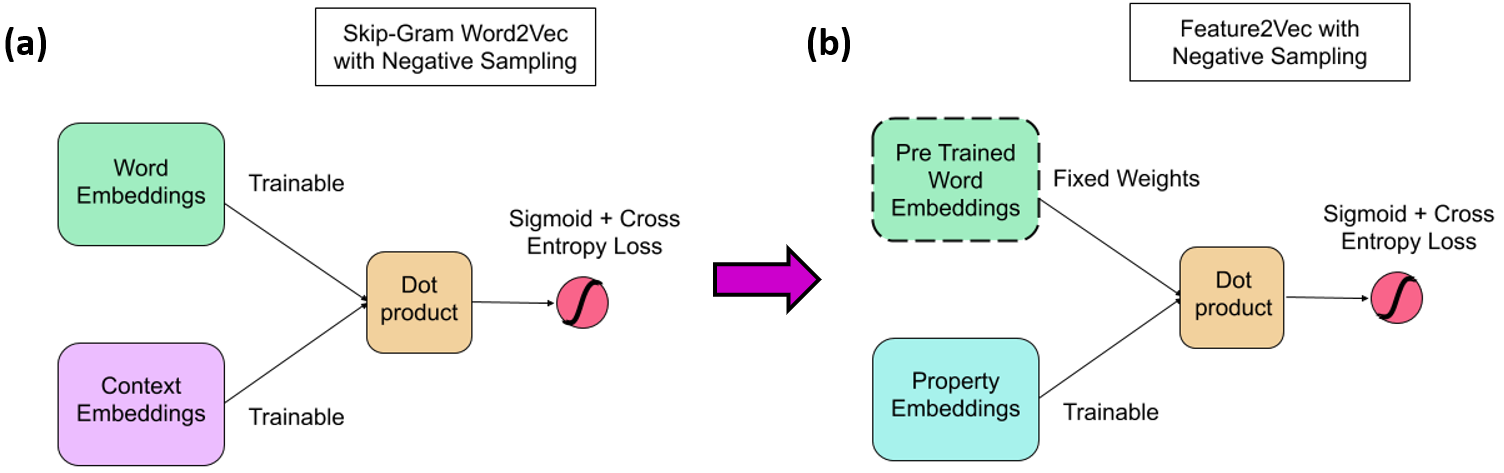 (a)
Skip-Gram Word2Vec
with Negative Sampling
Word
Embeddings
Trainable
Sigmoid + Cross
Entropy Loss
Dot
product
Context
Embeddings
Trainable
(b)
Feature2Vec with
Negative Sampling
Pre Trained
Word
Embeddings
Fixed Weights
Sigmoid + Cross
Entropy Loss
Dot
product
Property
Embeddings
Trainable